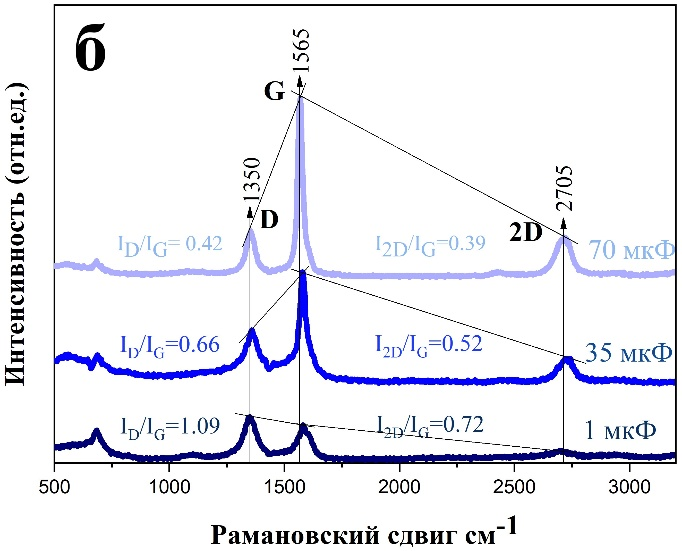 б
Интенсивность (отн.ед.)
1565
G
1350
D
2705
2D
I_D/I_G= 0.42
I_2D/I_G=0.39
70 мкФ
I_D/I_G=0.66
I_2D/I_G=0.52
35 мкФ
I_D/I_G=1.09
I_2D/I_G=0.72
1 мкФ
500 1000 1500 2000 2500 3000
Рамановский сдвиг см-1